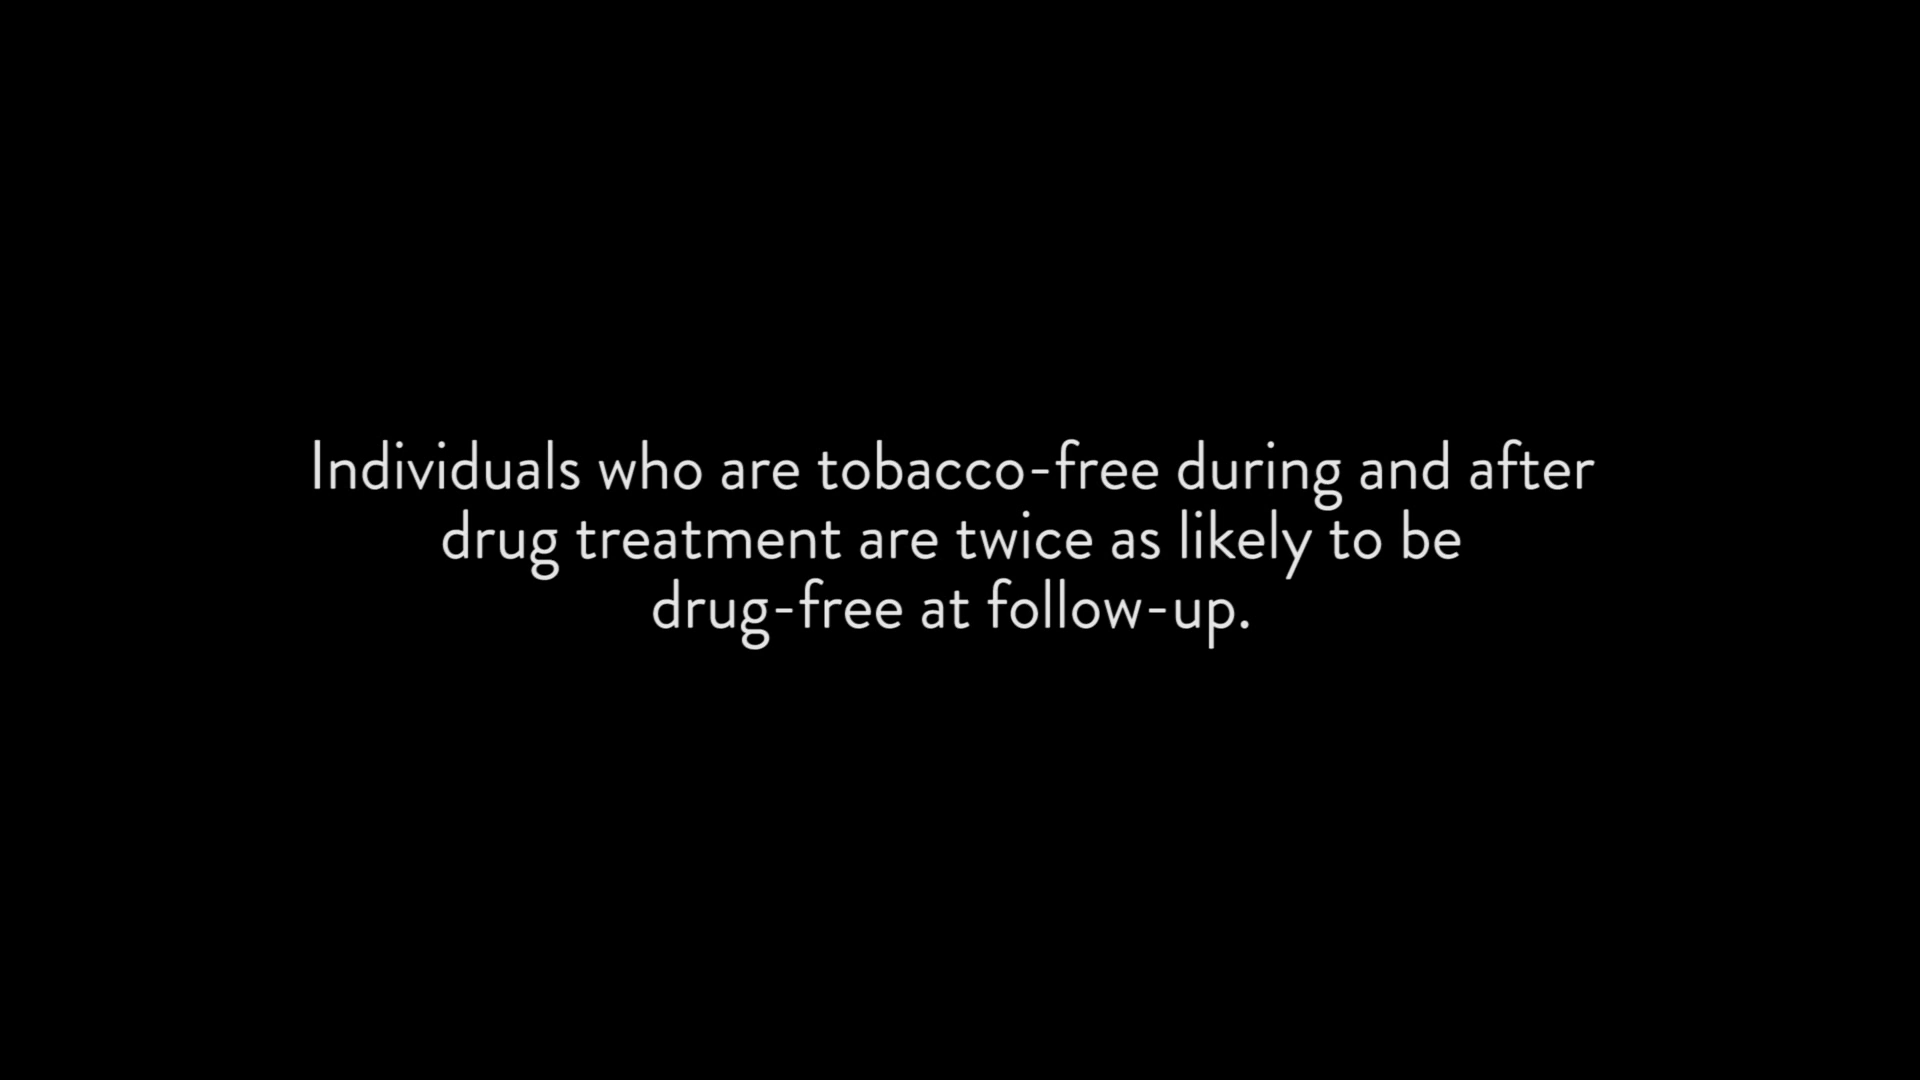 Individuals who are tobacco-free during and after
drug treatment are twice as likely to be
drug-free at follow-up.